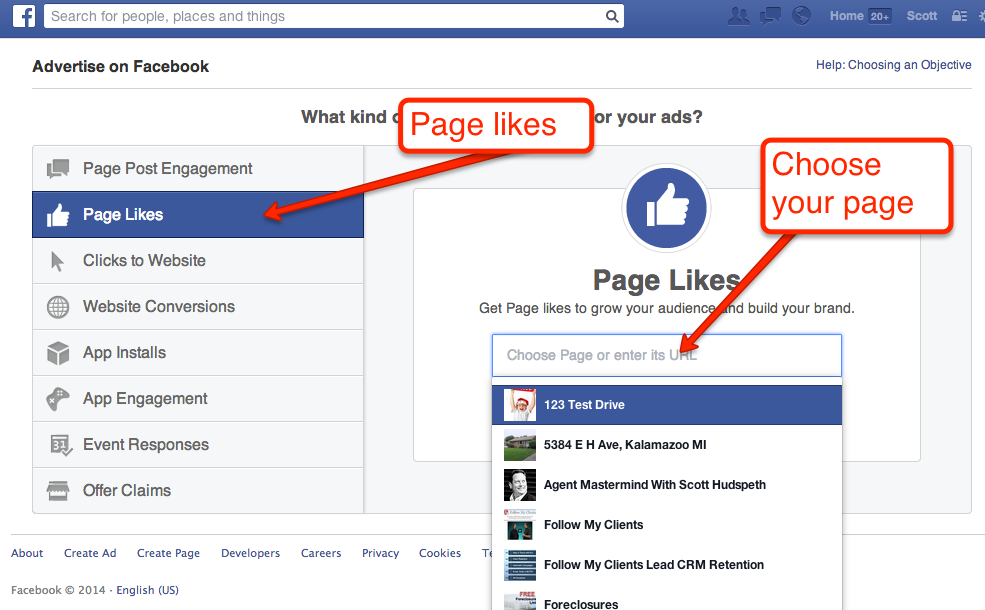 Search for people, places and things
Home 20+ Scott
Advertise on Facebook
Help: Choosing an Objective
What kind or your ads?
Page likes
Choose
your page
Page Post Engagement
Page Likes
Clicks to Website
Website Conversions
App Installs
App Engagement
31
Event Responses
Offer Claims
Page Likes
Get Page likes to grow your audience and build your brand.
Choose Page or enter its URL
123 Test Drive
5384 E H Ave, Kalamazoo MI
Agent Mastermind With Scott Hudspeth
Follow My Clients
Follow My Clients Lead CRM Retention
FREE
Foreclosures
About Create Ad Create Page Developers Careers Privacy Cookies
Facebook © 2014 · English (US)